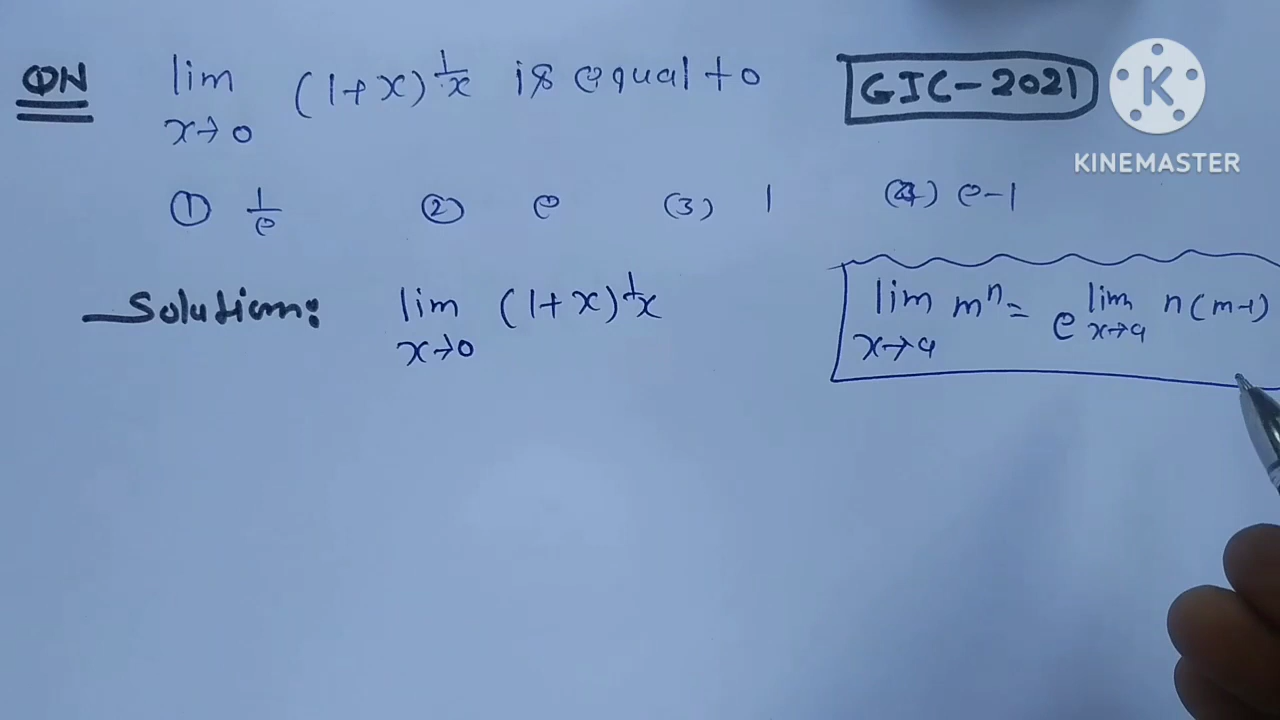 QN lim x→0 (1+x)^1/x is equal to GIC-2021
K
KINEMASTER
① 1/e ② e (3) 1 (4) e-1
Solution: lim x→0 (1+x)^1/x
lim x→a m^n = e^lim x→a n(m-1)